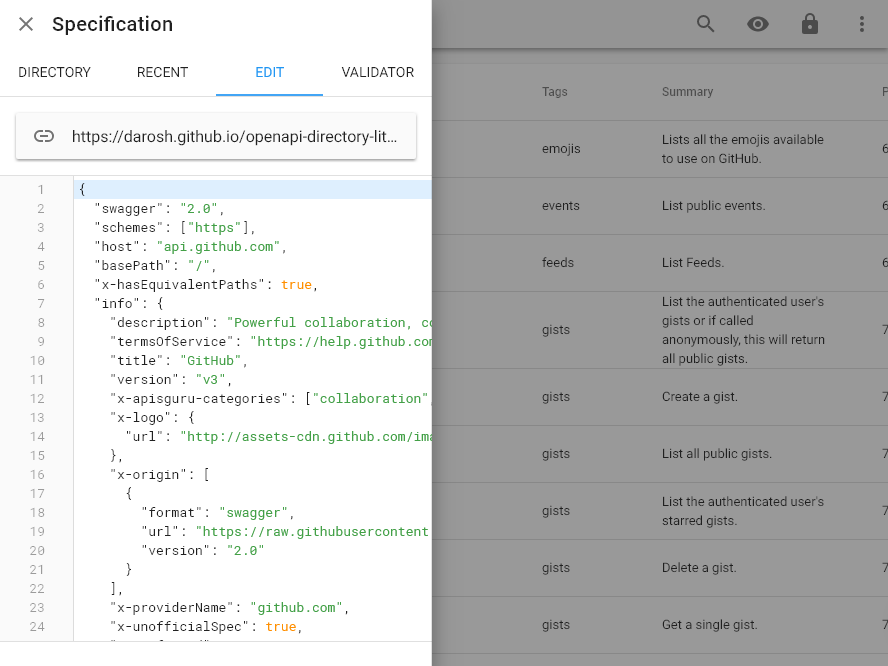 Specification
DIRECTORY RECENT EDIT VALIDATOR
https://darosh.github.io/openapi-directory-lit...
1 {
2 "swagger": "2.0",
3 "schemes": ["https"],
4 "host": "api.github.com",
5 "basePath": "/",
6 "x-hasEquivalentPaths": true,
7 "info": {
8 "description": "Powerful collaboration,
9 "termsOfService": "https://help.github.com
10 "title": "GitHub",
11 "version": "v3",
12 "x-apisguru-categories": ["collaboration",
13 "x-logo": {
14 "url": "http://assets-cdn.github.com/ima
15 },
16 "x-origin": [
17 {
18 "format": "swagger",
19 "url": "https://raw.githubusercontent
20 "version": "2.0"
21 }
22 ],
23 "x-providerName": "github.com",
24 "x-unofficialSpec": true,
Tags Summary P
emojis Lists all the emojis available
to use on GitHub.
6
events List public events. 6
feeds List Feeds. 6
gists List the authenticated user's
gists or if called
anonymously, this will return
all public gists.
7
gists Create a gist. 7
gists List all public gists. 7
gists List the authenticated user's
starred gists.
7
gists Delete a gist. 7
gists Get a single gist. 7